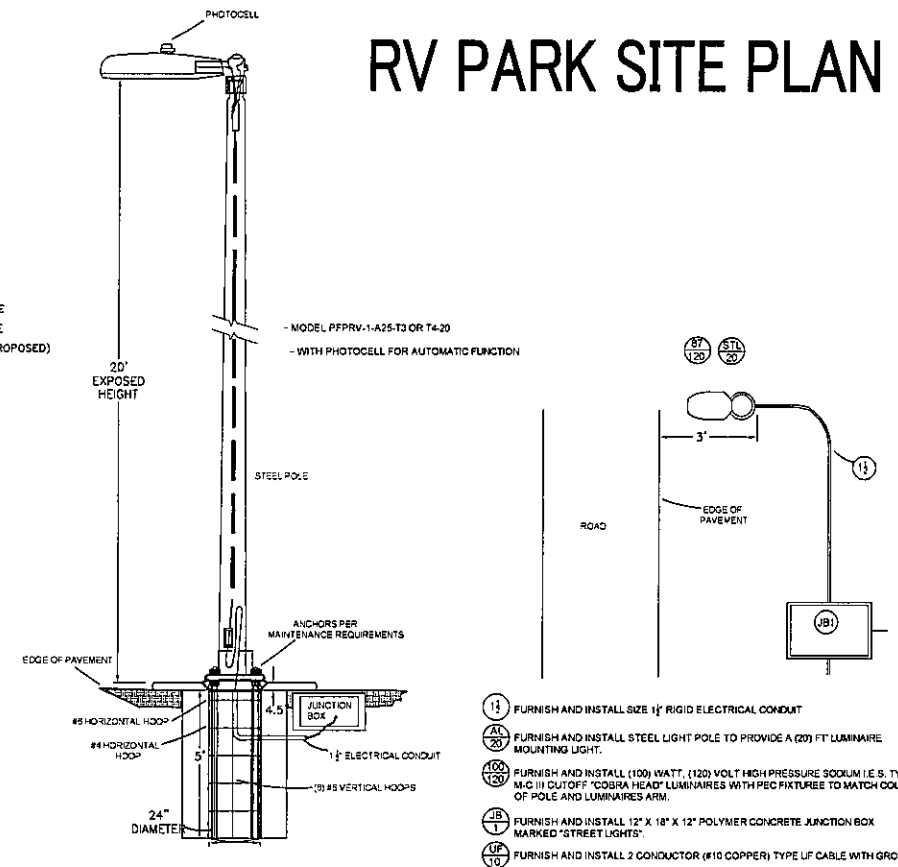 PHOTOCELL
RV PARK SITE PLAN
ROPOSED)
- MODEL PFPRV-1-A25-T3 OR T4-20
- WITH PHOTOCELL FOR AUTOMATIC FUNCTION
20'
EXPOSED
HEIGHT
STEEL POLE
87
120
STL
20
3'
1½
ROAD
EDGE OF
PAVEMENT
JB1
ANCHORS PER
MAINTENANCE REQUIREMENTS
EDGE OF PAVEMENT
JUNCTION
BOX
4.5
HORIZONTAL HOOP
#4 HORIZONTAL
HOOP
5'
1½" ELECTRICAL CONDUIT
VERTICAL HOOPS
24"
DIAMETER
1½ FURNISH AND INSTALL SIZE 1½" RIGID ELECTRICAL CONDUIT
AL
20
FURNISH AND INSTALL STEEL LIGHT POLE TO PROVIDE A (20) FT LUMINAIRE
MOUNTING LIGHT.
100
120
FURNISH AND INSTALL (100) WATT, (120) VOLT HIGH PRESSURE SODIUM I.E.S. TY
M-C III CUTOFF "COBRA HEAD" LUMINAIRES WITH PEC FIXTUREE TO MATCH COL
OF POLE AND LUMINAIRES ARM.
JB
1
FURNISH AND INSTALL 12" X 18" X 12" POLYMER CONCRETE JUNCTION BOX
MARKED "STREET LIGHTS".
UF
10
FURNISH AND INSTALL 2 CONDUCTOR (#10 COPPER) TYPE UF CABLE WITH GRO